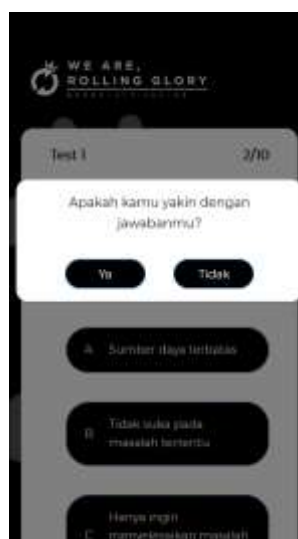 WE ARE,
ROLLING GLORY
Test 1
2/10
Apakah kamu yakin dengan
jawabanmu?
Ya
Tidak
A Sumber daya terbatas
B Tidak suka pada
masalah tertentu
C Hanya ingin
menyelesaikan masalah